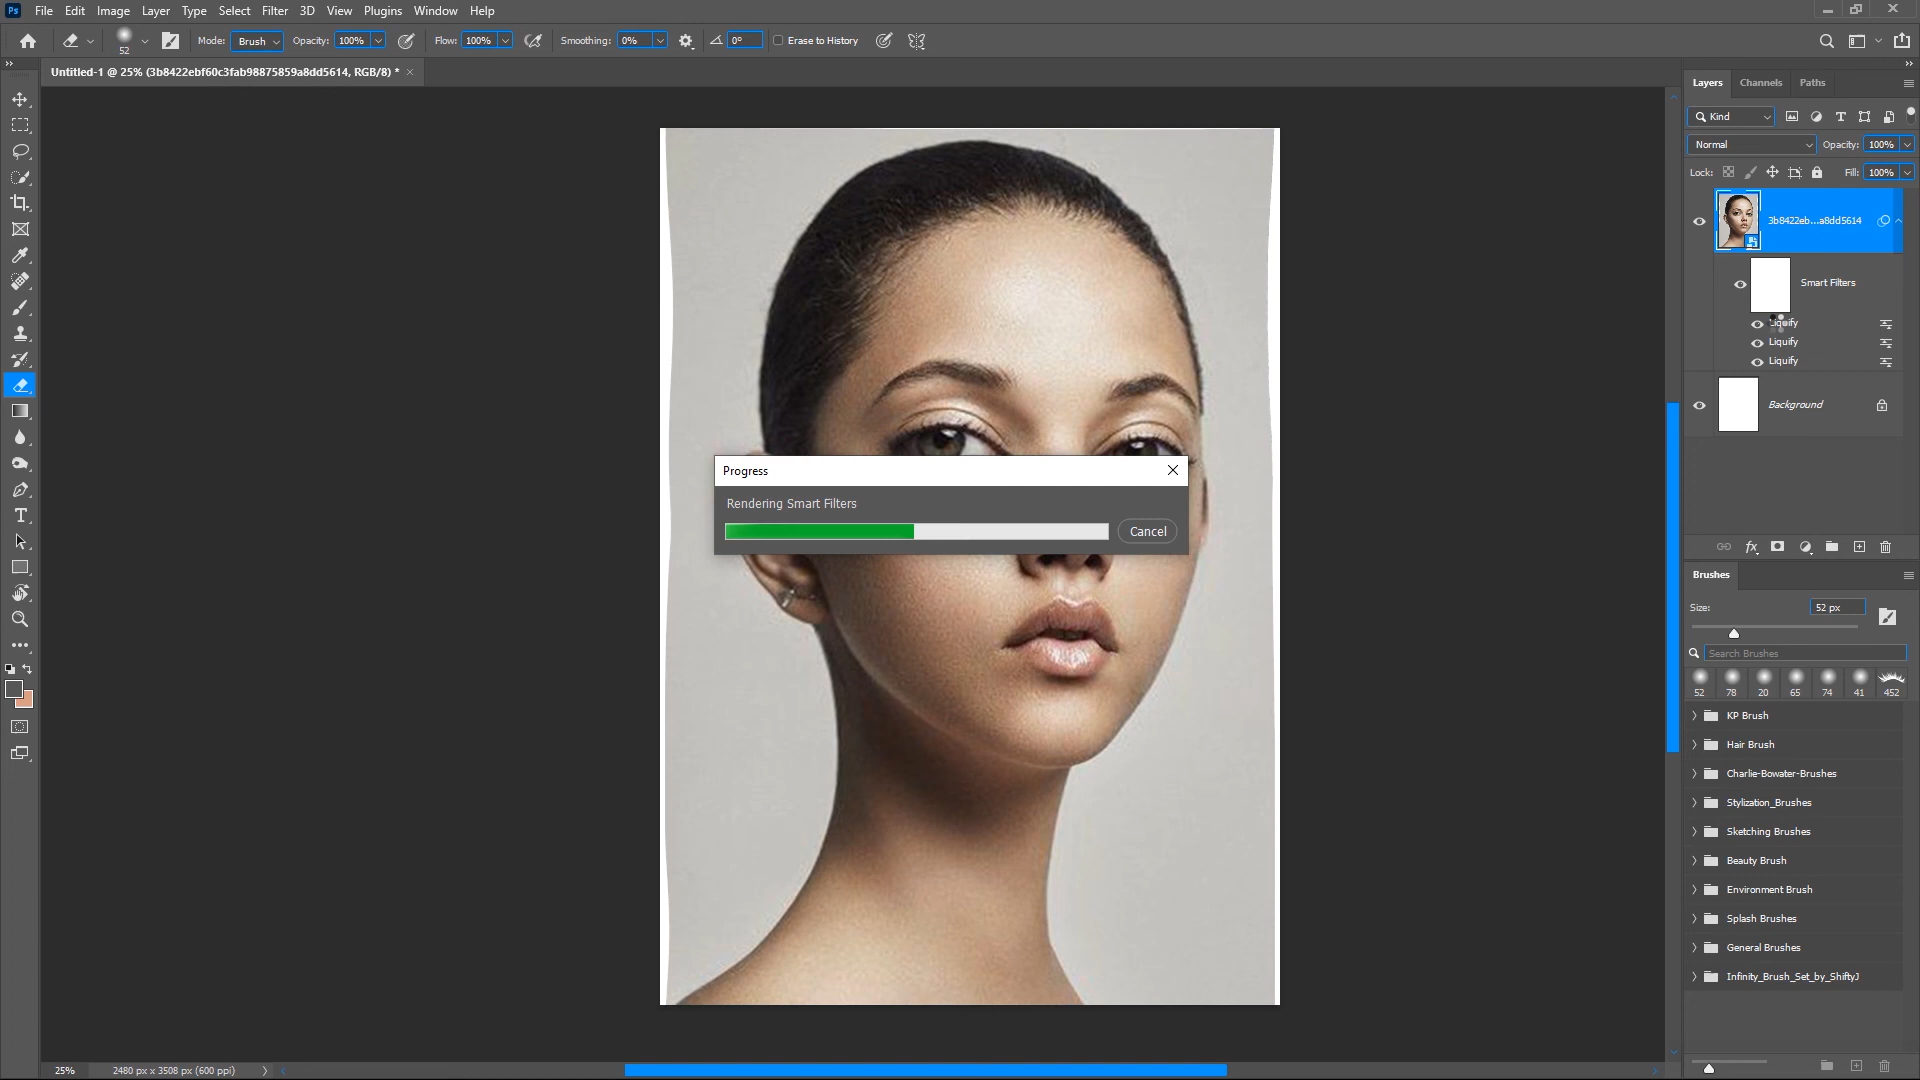 Ps File Edit Image Layer Type Select Filter 3D View Plugins Window Help
52 Mode: Brush Opacity: 100% Flow: 100% Smoothing: 0% 0° Erase to History
Untitled-1 @ 25% (3b8422ebf60c3fab98875859a8dd5614, RGB/8) *
Layers Channels Paths
Kind
Normal Opacity: 100%
Lock: Fill: 100%
3b8422eb...a8dd5614
Smart Filters
Liquify
Liquify
Liquify
Background
Progress
Rendering Smart Filters
Cancel
fx
Brushes
Size: 52 px
Search Brushes
52 78 20 65 74 41 452
KP Brush
Hair Brush
Charlie-Bowater-Brushes
Stylization_Brushes
Sketching Brushes
Beauty Brush
Environment Brush
Splash Brushes
General Brushes
Infinity_Brush_Set_by_ShiftyJ
25% 2480 px x 3508 px (600 ppi)